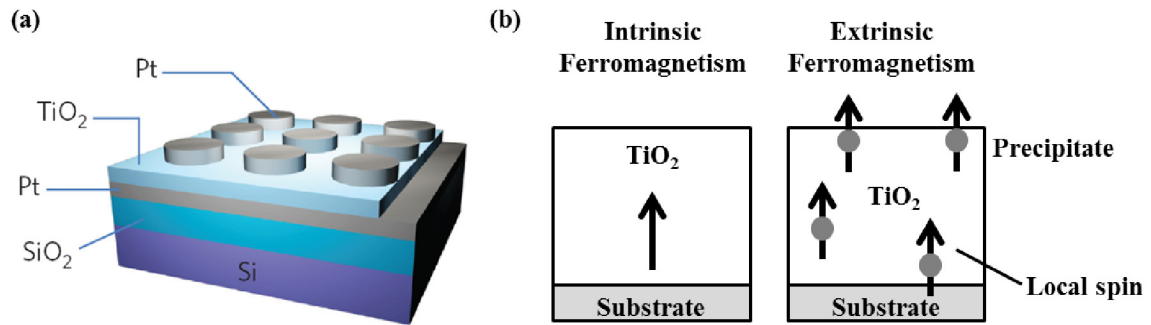 (a)
Pt
TiO₂
Pt
SiO₂
Si
(b)
Intrinsic
Ferromagnetism
TiO₂
Substrate
Extrinsic
Ferromagnetism
Precipitate
TiO₂
Local spin
Substrate